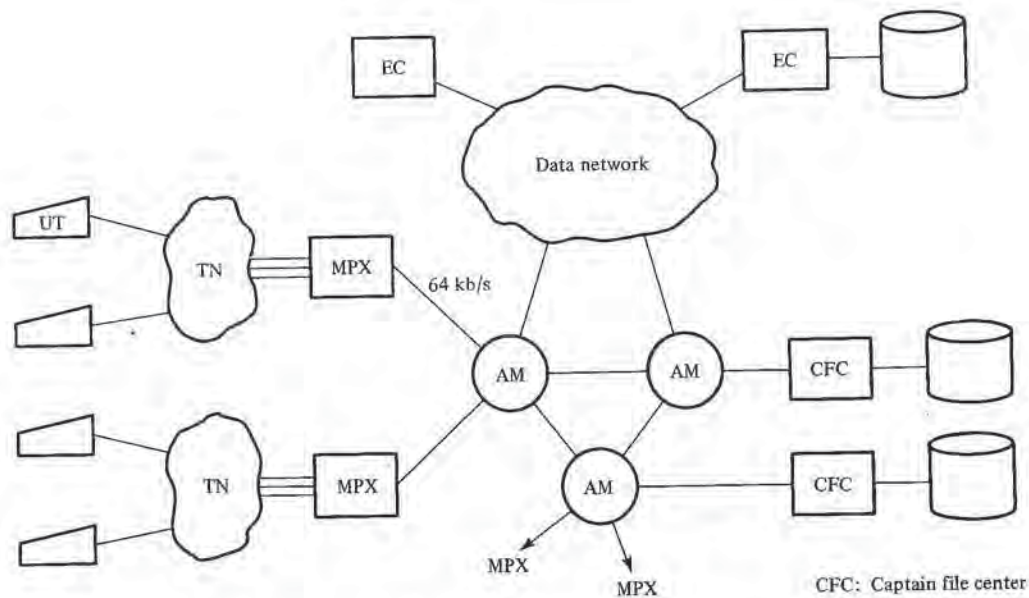 EC
EC
Data network
UT
TN
MPX
64 kb/s
AM
AM
CFC
TN
MPX
AM
CFC
MPX
MPX
CFC: Captain file center